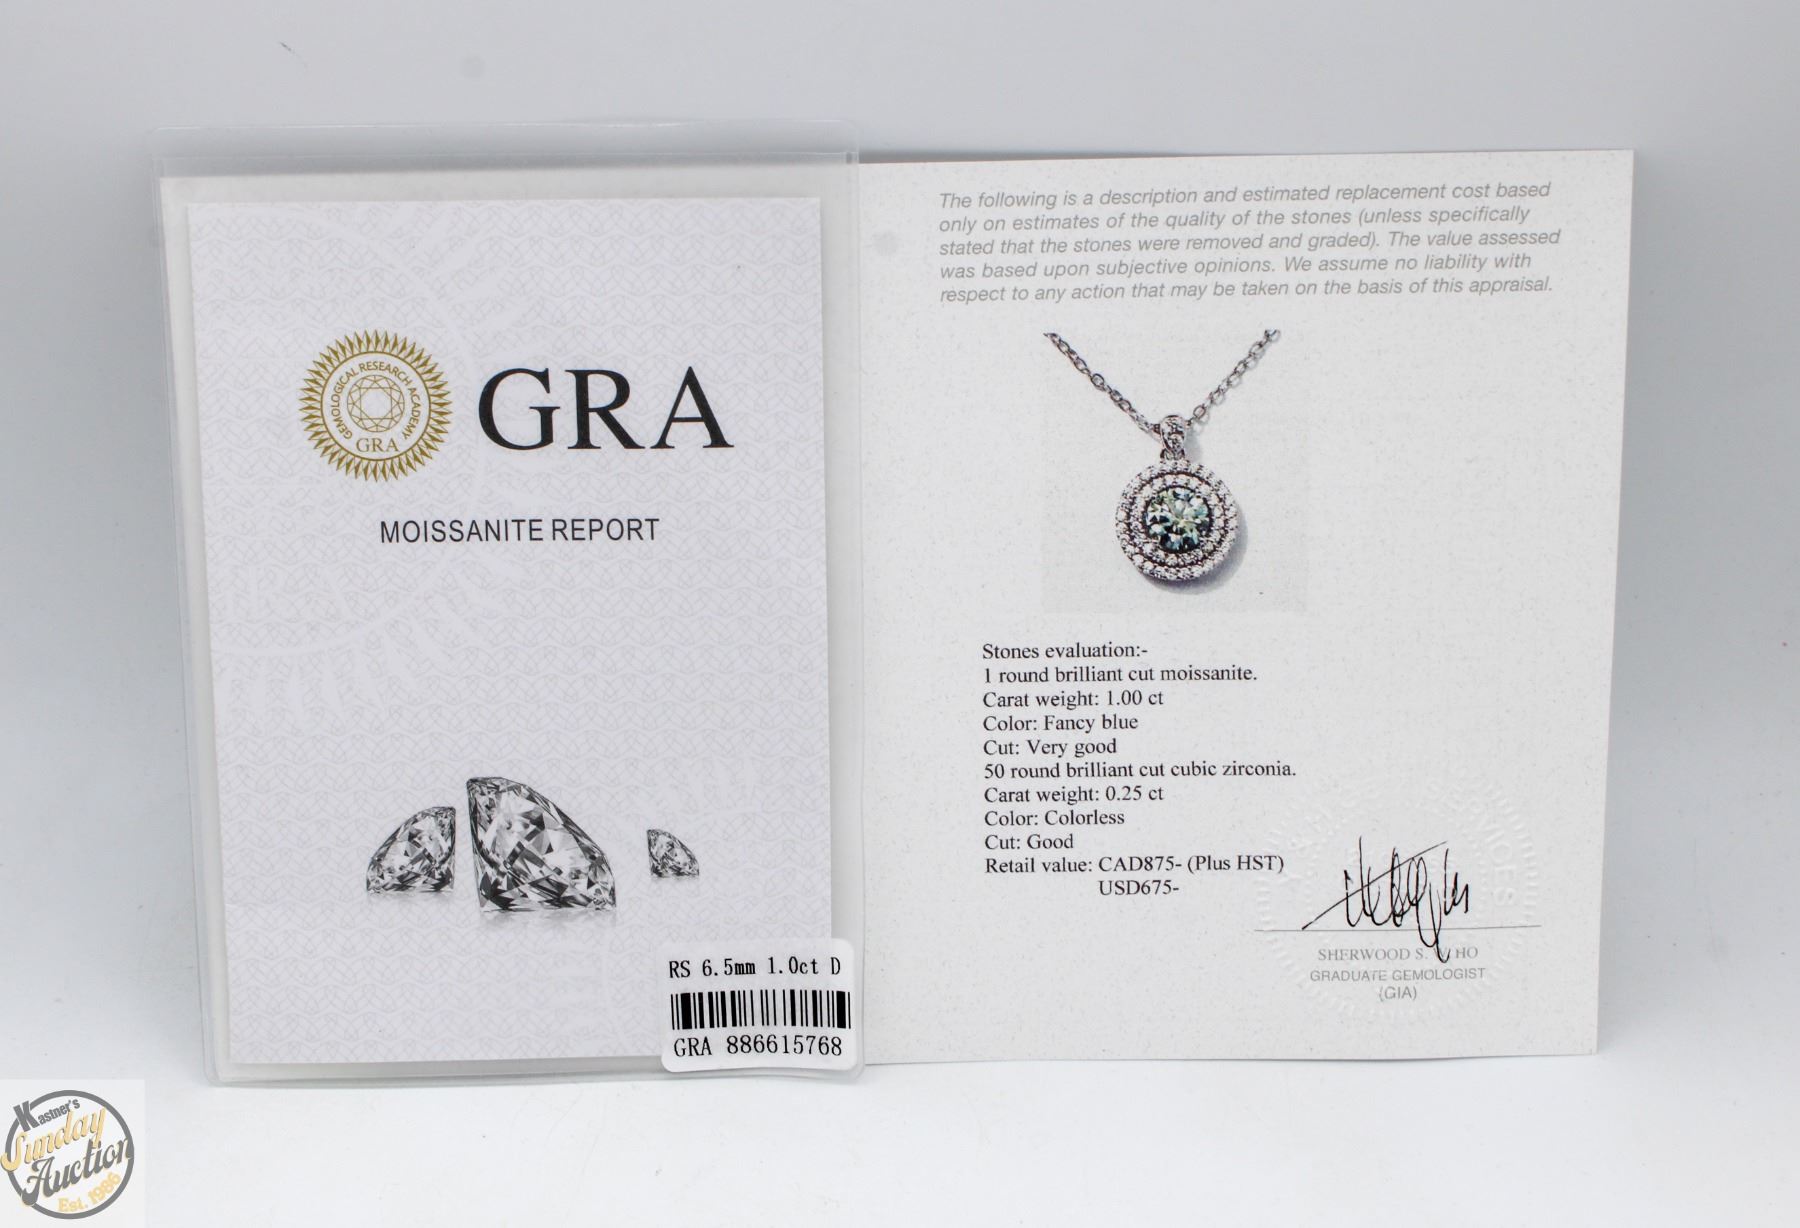 GEMOLOGICAL RESEARCH ACADEMY
GRA
GRA
MOISSANITE REPORT
RS 6.5mm 1.0ct D
GRA 886615768
The following is a description and estimated replacement cost based
only on estimates of the quality of the stones (unless specifically
stated that the stones were removed and graded). The value assessed
was based upon subjective opinions. We assume no liability with
respect to any action that may be taken on the basis of this appraisal.
Stones evaluation:-
1 round brilliant cut moissanite.
Carat weight: 1.00 ct
Color: Fancy blue
Cut: Very good
50 round brilliant cut cubic zirconia.
Carat weight: 0.25 ct
Color: Colorless
Cut: Good
Retail value: CAD875- (Plus HST)
USD675-
SHERWOOD S. HO
GRADUATE GEMOLOGIST
(GIA)
Kastner's
Sunday
Auction
Est. 1986